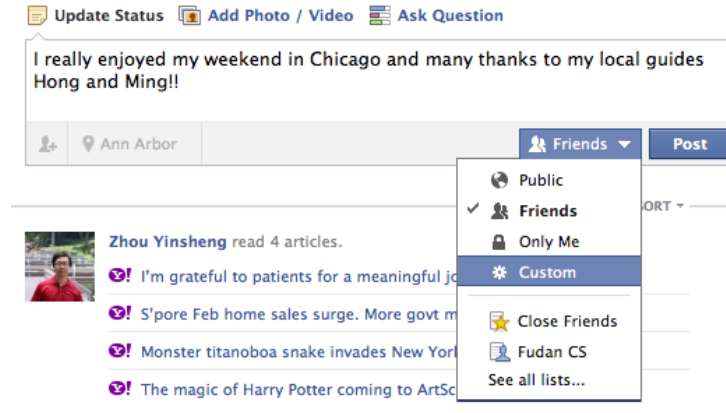 Update Status Add Photo / Video Ask Question
I really enjoyed my weekend in Chicago and many thanks to my local guides
Hong and Ming!!
Ann Arbor
Friends
Post
Public
Friends
Only Me
Custom
Close Friends
Fudan CS
See all lists...
ORT
Zhou Yinsheng read 4 articles.
I'm grateful to patients for a meaningful jo
S'pore Feb home sales surge. More govt m
Monster titanoboa snake invades New Yor
The magic of Harry Potter coming to ArtSc